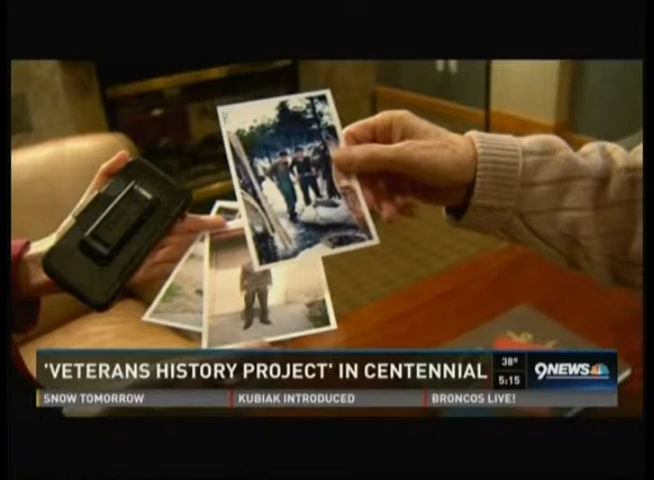 'VETERANS HISTORY PROJECT' IN CENTENNIAL
38°
5:15
9NEWS
SNOW TOMORROW
KUBIAK INTRODUCED
BRONCOS LIVE!